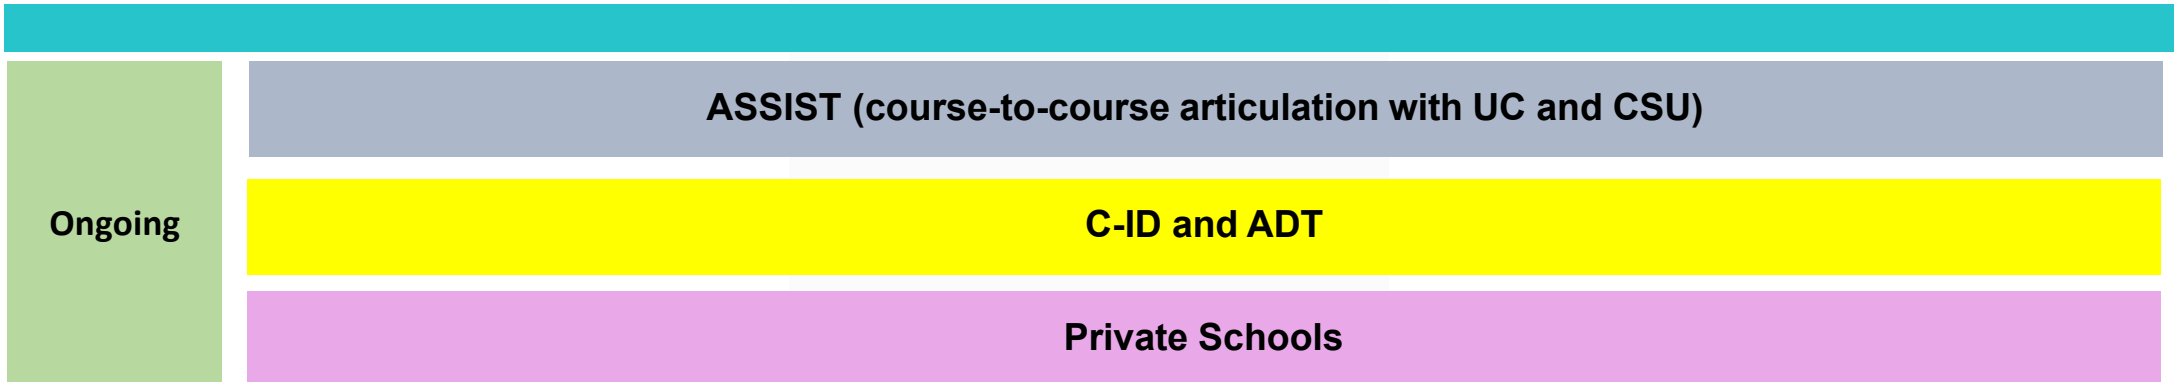 ASSIST (course-to-course articulation with UC and CSU)
Ongoing
C-ID and ADT
Private Schools